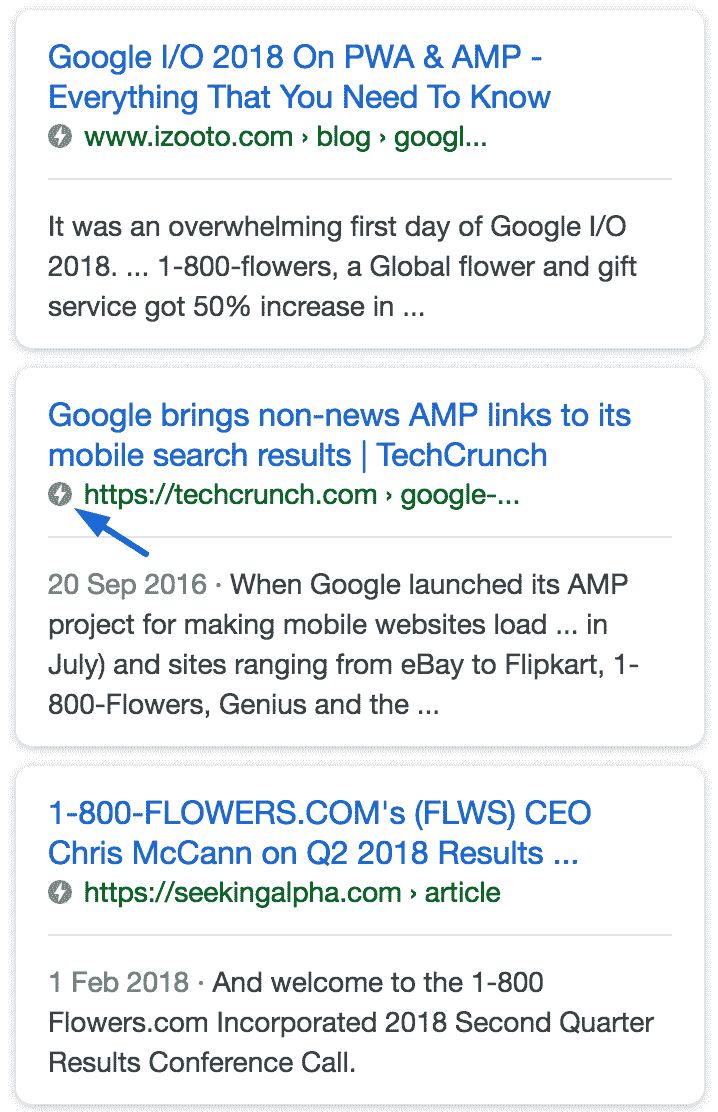 Google I/O 2018 On PWA & AMP -
Everything That You Need To Know
www.izooto.com › blog › googl...
It was an overwhelming first day of Google I/O
2018. ... 1-800-flowers, a Global flower and gift
service got 50% increase in ...
Google brings non-news AMP links to its
mobile search results | TechCrunch
https://techcrunch.com › google-...
20 Sep 2016 · When Google launched its AMP
project for making mobile websites load ... in
July) and sites ranging from eBay to Flipkart, 1-
800-Flowers, Genius and the ...
1-800-FLOWERS.COM's (FLWS) CEO
Chris McCann on Q2 2018 Results ...
https://seekingalpha.com › article
1 Feb 2018 · And welcome to the 1-800
Flowers.com Incorporated 2018 Second Quarter
Results Conference Call.